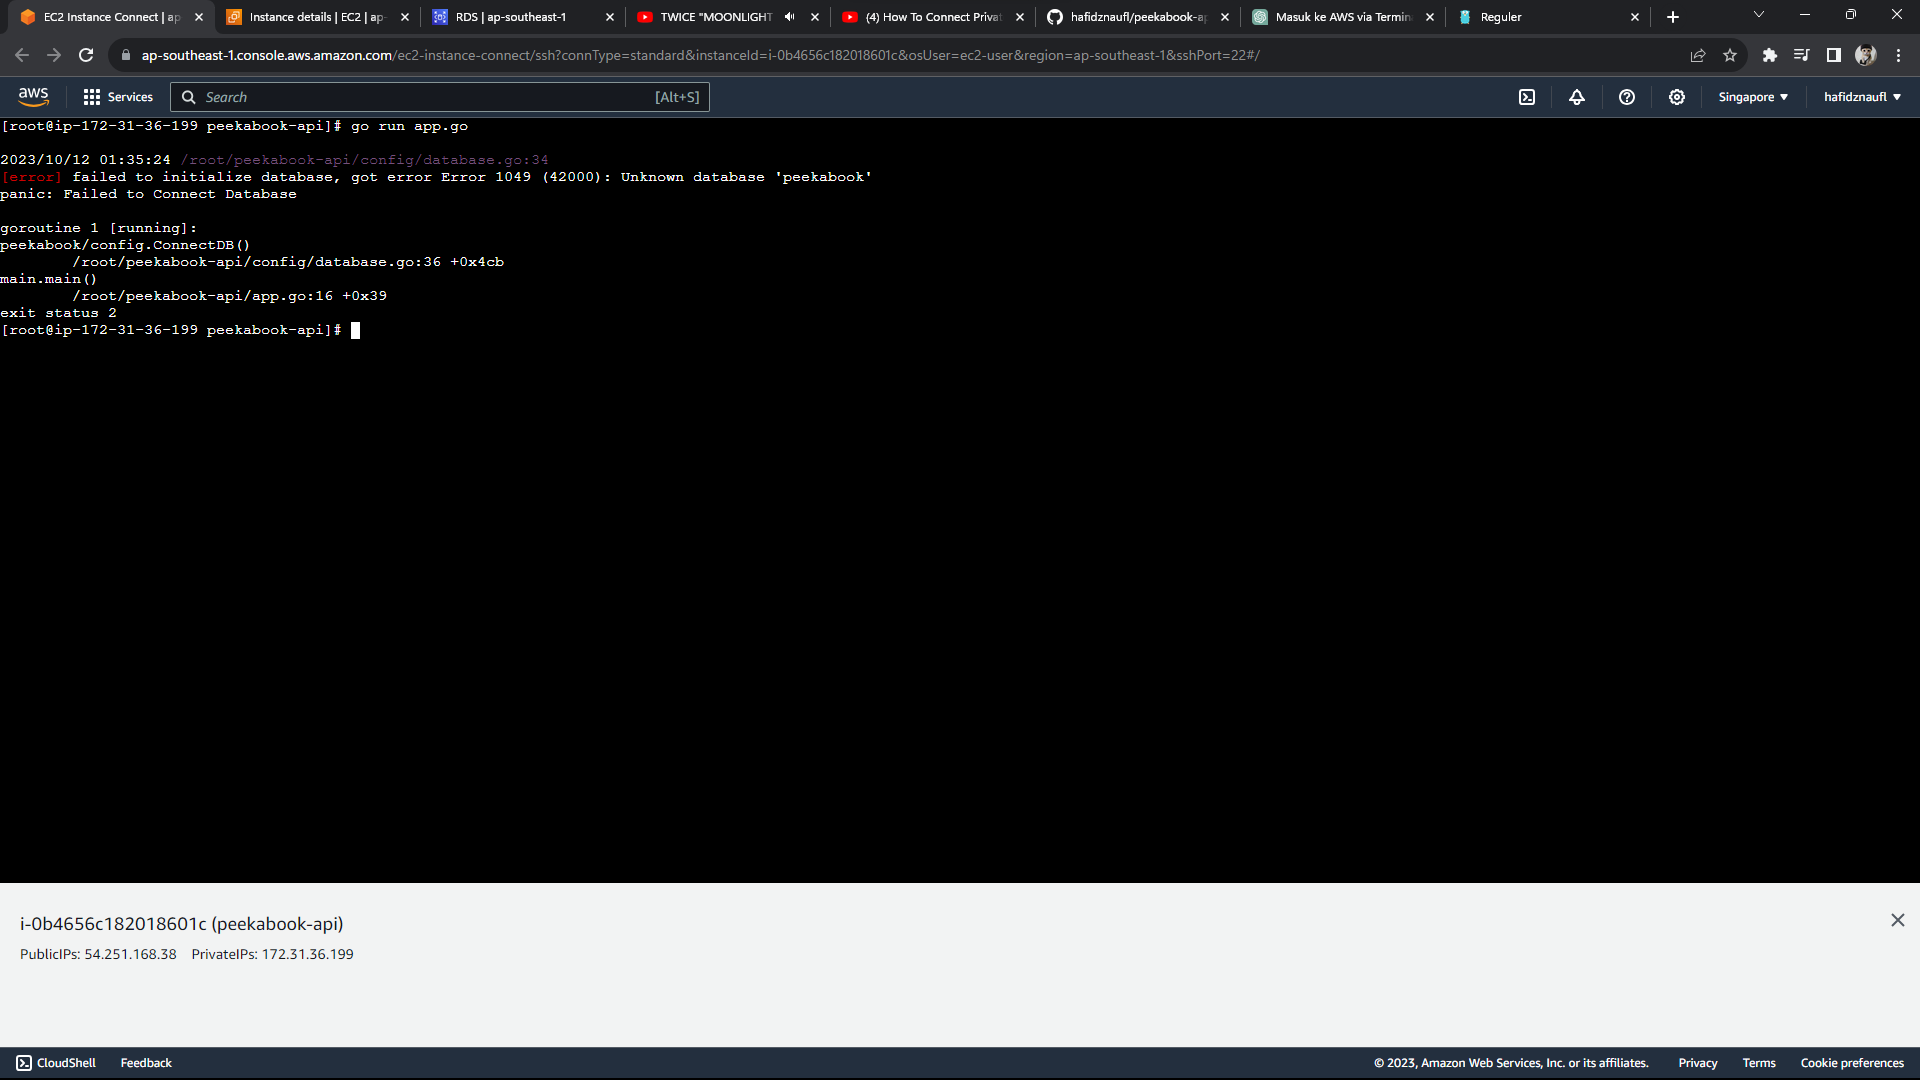 EC2 Instance Connect | ap
Instance details | EC2 | ap-
RDS | ap-southeast-1
TWICE "MOONLIGHT
(4) How To Connect Privat
hafidznaufl/peekabook-ap
Masuk ke AWS via Termin
Reguler
ap-southeast-1.console.aws.amazon.com/ec2-instance-connect/ssh?connType=standard&instanceId=i-0b4656c182018601c&osUser=ec2-user&region=ap-southeast-1&sshPort=22#/
aws
Services
Search
[Alt+S]
Singapore
hafidznaufl
[root@ip-172-31-36-199 peekabook-api]# go run app.go
2023/10/12 01:35:24 /root/peekabook-api/config/database.go:34
[error] failed to initialize database, got error Error 1049 (42000): Unknown database 'peekabook'
panic: Failed to Connect Database
goroutine 1 [running]:
peekabook/config.ConnectDB()
/root/peekabook-api/config/database.go:36 +0x4cb
main.main()
/root/peekabook-api/app.go:16 +0x39
exit status 2
[root@ip-172-31-36-199 peekabook-api]#
i-0b4656c182018601c (peekabook-api)
PublicIPs: 54.251.168.38 PrivateIPs: 172.31.36.199
CloudShell
Feedback
© 2023, Amazon Web Services, Inc. or its affiliates.
Privacy
Terms
Cookie preferences